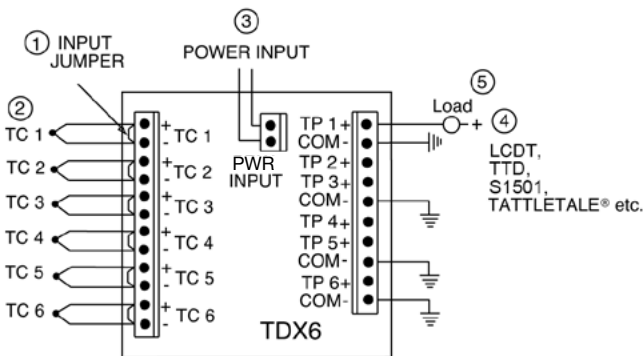 ① INPUT
JUMPER
③
POWER INPUT
②
TC 1
TC 2
TC 3
TC 4
TC 5
TC 6
+
- TC 1
TC 2
TC 3
TC 4
TC 5
+
- TC 6
PWR
INPUT
TP 1+
COM-
TP 2+
TP 3+
COM-
TP 4+
TP 5+
COM-
TP 6+
COM-
TDX6
⑤
Load
+ ④
LCDT,
TTD,
S1501,
TATTLETALE® etc.